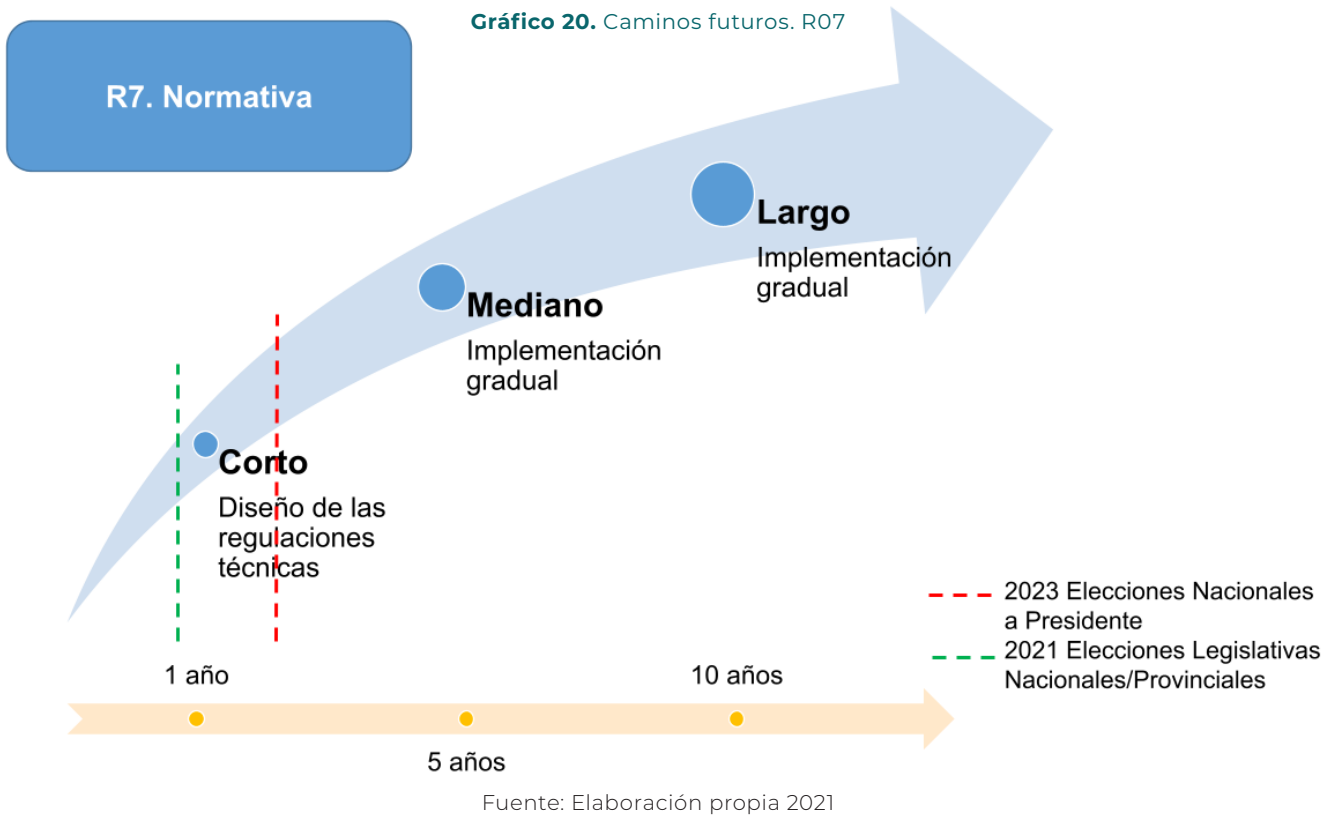 Gráfico 20. Caminos futuros. R07
R7. Normativa
Largo
Implementación
gradual
Mediano
Implementación
gradual
Corto
Diseño de las
regulaciones
técnicas
2023 Elecciones Nacionales
a Presidente
2021 Elecciones Legislativas
Nacionales/Provinciales
1 año
10 años
5 años
Fuente: Elaboración propia 2021